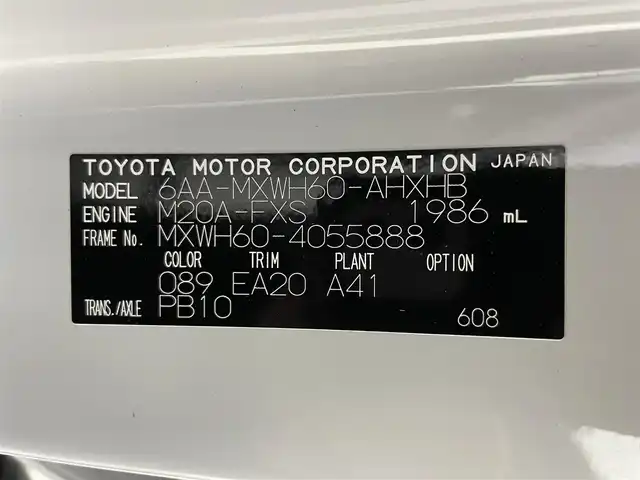 TOYOTA MOTOR CORPORATION JAPAN
MODEL 6AA-MXWH60-AHXHB
ENGINE M20A-FXS 1986 mL
FRAME No. MXWH60-4055888
COLOR TRIM PLANT OPTION
089 EA20 A41
TRANS./AXLE PB10 608